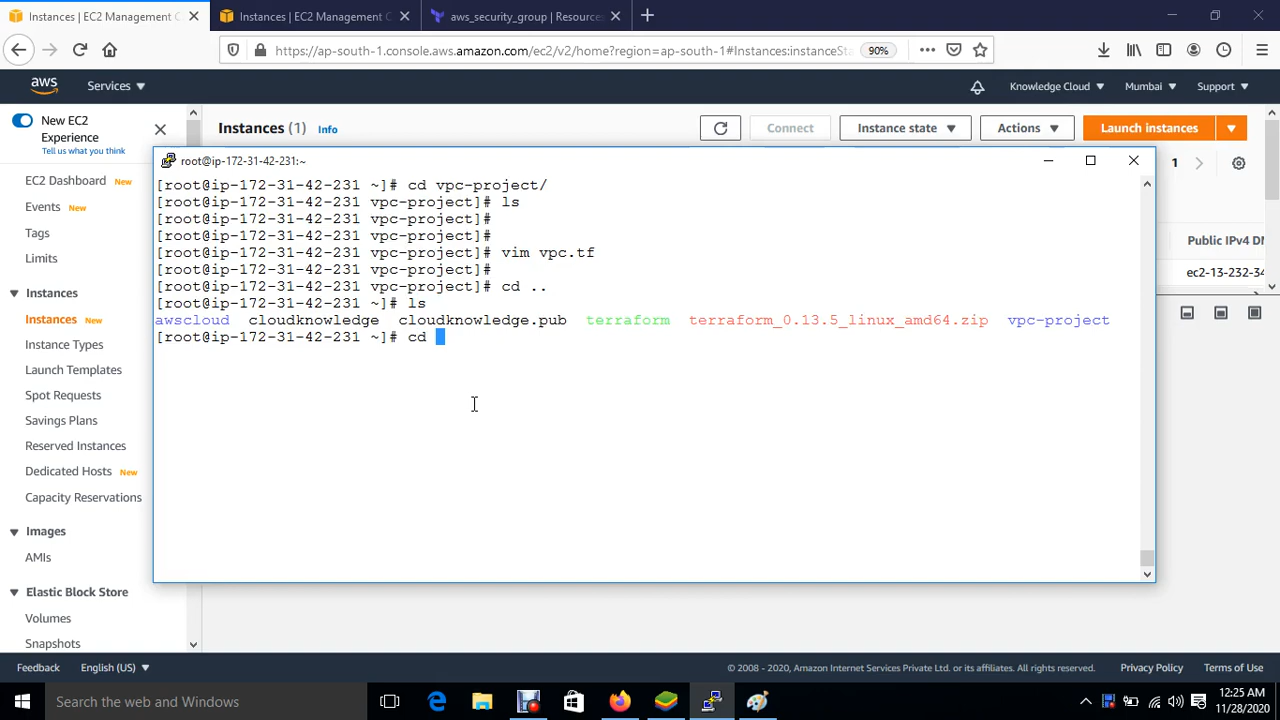 Instances | EC2 Management C
Instances | EC2 Management C
aws_security_group | Resources
https://ap-south-1.console.aws.amazon.com/ec2/v2/home?region=ap-south-1#Instances:instanceSta
90%
aws
Services
Knowledge Cloud
Mumbai
Support
New EC2
Experience
Tell us what you think
EC2 Dashboard New
Events New
Tags
Limits
Instances
Instances New
Instance Types
Launch Templates
Spot Requests
Savings Plans
Reserved Instances
Dedicated Hosts New
Capacity Reservations
Images
AMIs
Elastic Block Store
Volumes
Snapshots
Instances (1) Info
Connect
Instance state
Actions
Launch instances
1
Public IPv4 DN
ec2-13-232-34
root@ip-172-31-42-231:~
[root@ip-172-31-42-231 ~]# cd vpc-project/
[root@ip-172-31-42-231 vpc-project]# ls
[root@ip-172-31-42-231 vpc-project]#
[root@ip-172-31-42-231 vpc-project]#
[root@ip-172-31-42-231 vpc-project]# vim vpc.tf
[root@ip-172-31-42-231 vpc-project]#
[root@ip-172-31-42-231 vpc-project]# cd ..
[root@ip-172-31-42-231 ~]# ls
awscloud cloudknowledge cloudknowledge.pub terraform terraform_0.13.5_linux_amd64.zip vpc-project
[root@ip-172-31-42-231 ~]# cd
Feedback
English (US)
© 2008 - 2020, Amazon Internet Services Private Ltd. or its affiliates. All rights reserved.
Privacy Policy
Terms of Use
Search the web and Windows
12:25 AM
11/28/2020